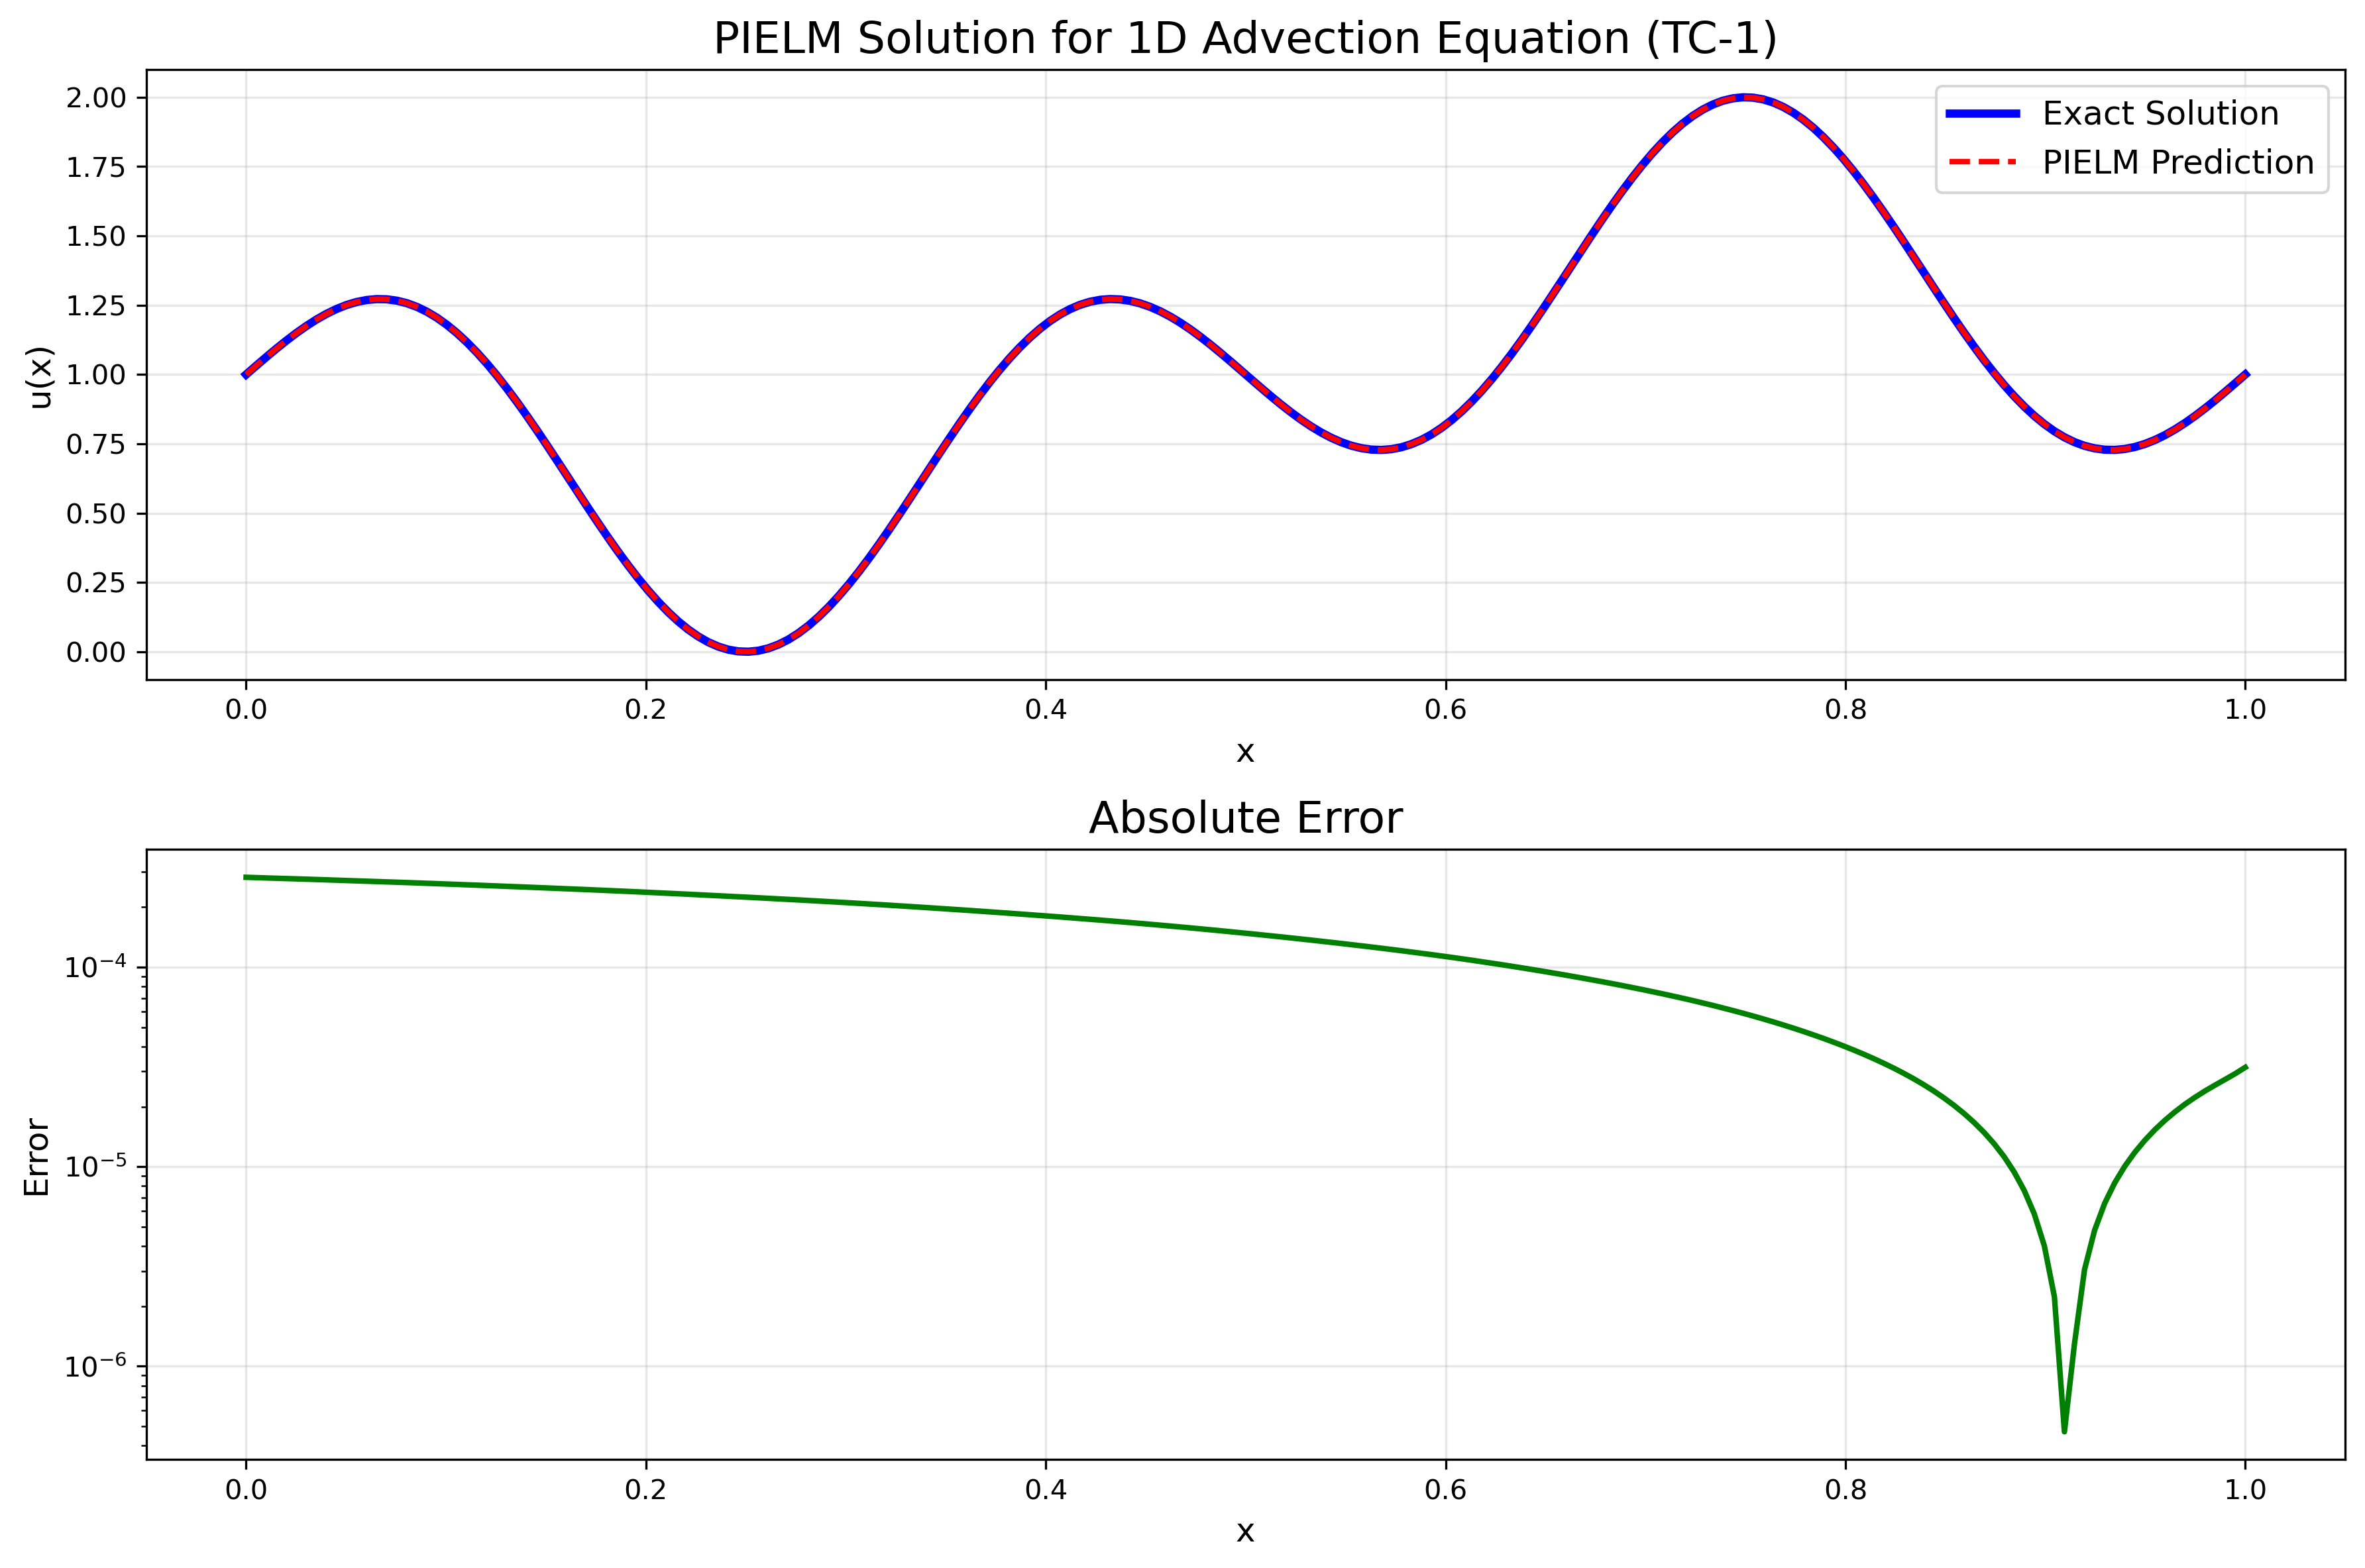 PIELM Solution for 1D Advection Equation (TC-1)
2.00
1.75
1.50
1.25
1.00
0.75
0.50
0.25
0.00
u(x)
Exact Solution
PIELM Prediction
0.0 0.2 0.4 0.6 0.8 1.0
x
Absolute Error
10⁻⁴
10⁻⁵
10⁻⁶
Error
0.0 0.2 0.4 0.6 0.8 1.0
x